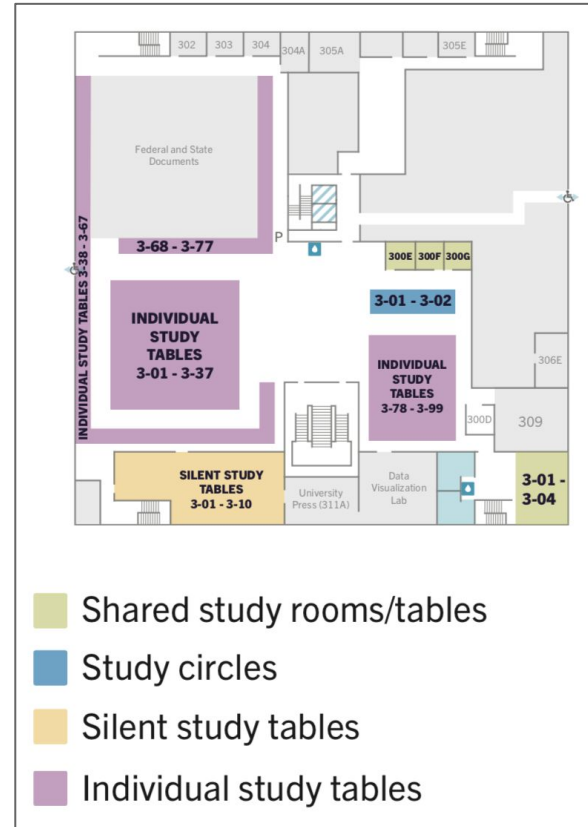 302
303
304
304A
305A
305E
Federal and State
Documents
INDIVIDUAL STUDY TABLES 3-38 - 3-67
3-68 - 3-77
P
300E
300F
300G
3-01 - 3-02
INDIVIDUAL
STUDY
TABLES
3-01 - 3-37
INDIVIDUAL
STUDY
TABLES
3-78 - 3-99
306E
300D
309
SILENT STUDY
TABLES
3-01 - 3-10
University
Press (311A)
Data
Visualization
Lab
3-01 -
3-04
Shared study rooms/tables
Study circles
Silent study tables
Individual study tables